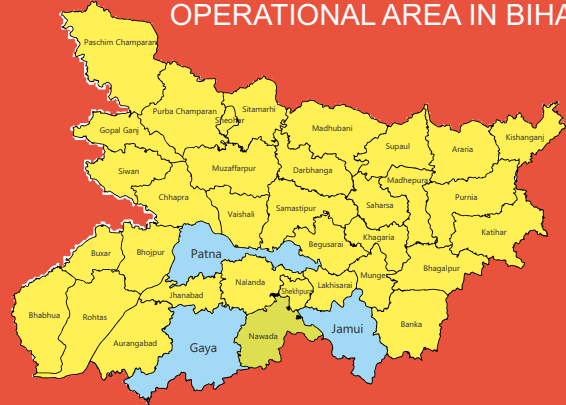 OPERATIONAL AREA IN BIHA
Paschim Champaran
Purba Champaran
Sheohar
Sitamarhi
Gopal Ganj
Madhubani
Supaul
Araria
Kishanganj
Siwan
Muzaffarpur
Darbhanga
Madhepura
Chhapra
Vaishali
Samastipur
Saharsa
Purnia
Katihar
Buxar
Bhojpur
Patna
Begusarai
Khagaria
Bhagalpur
Munger
Lakhisarai
Shekhpura
Nalanda
Jhanabad
Bhabhua
Rohtas
Aurangabad
Gaya
Nawada
Jamui
Banka